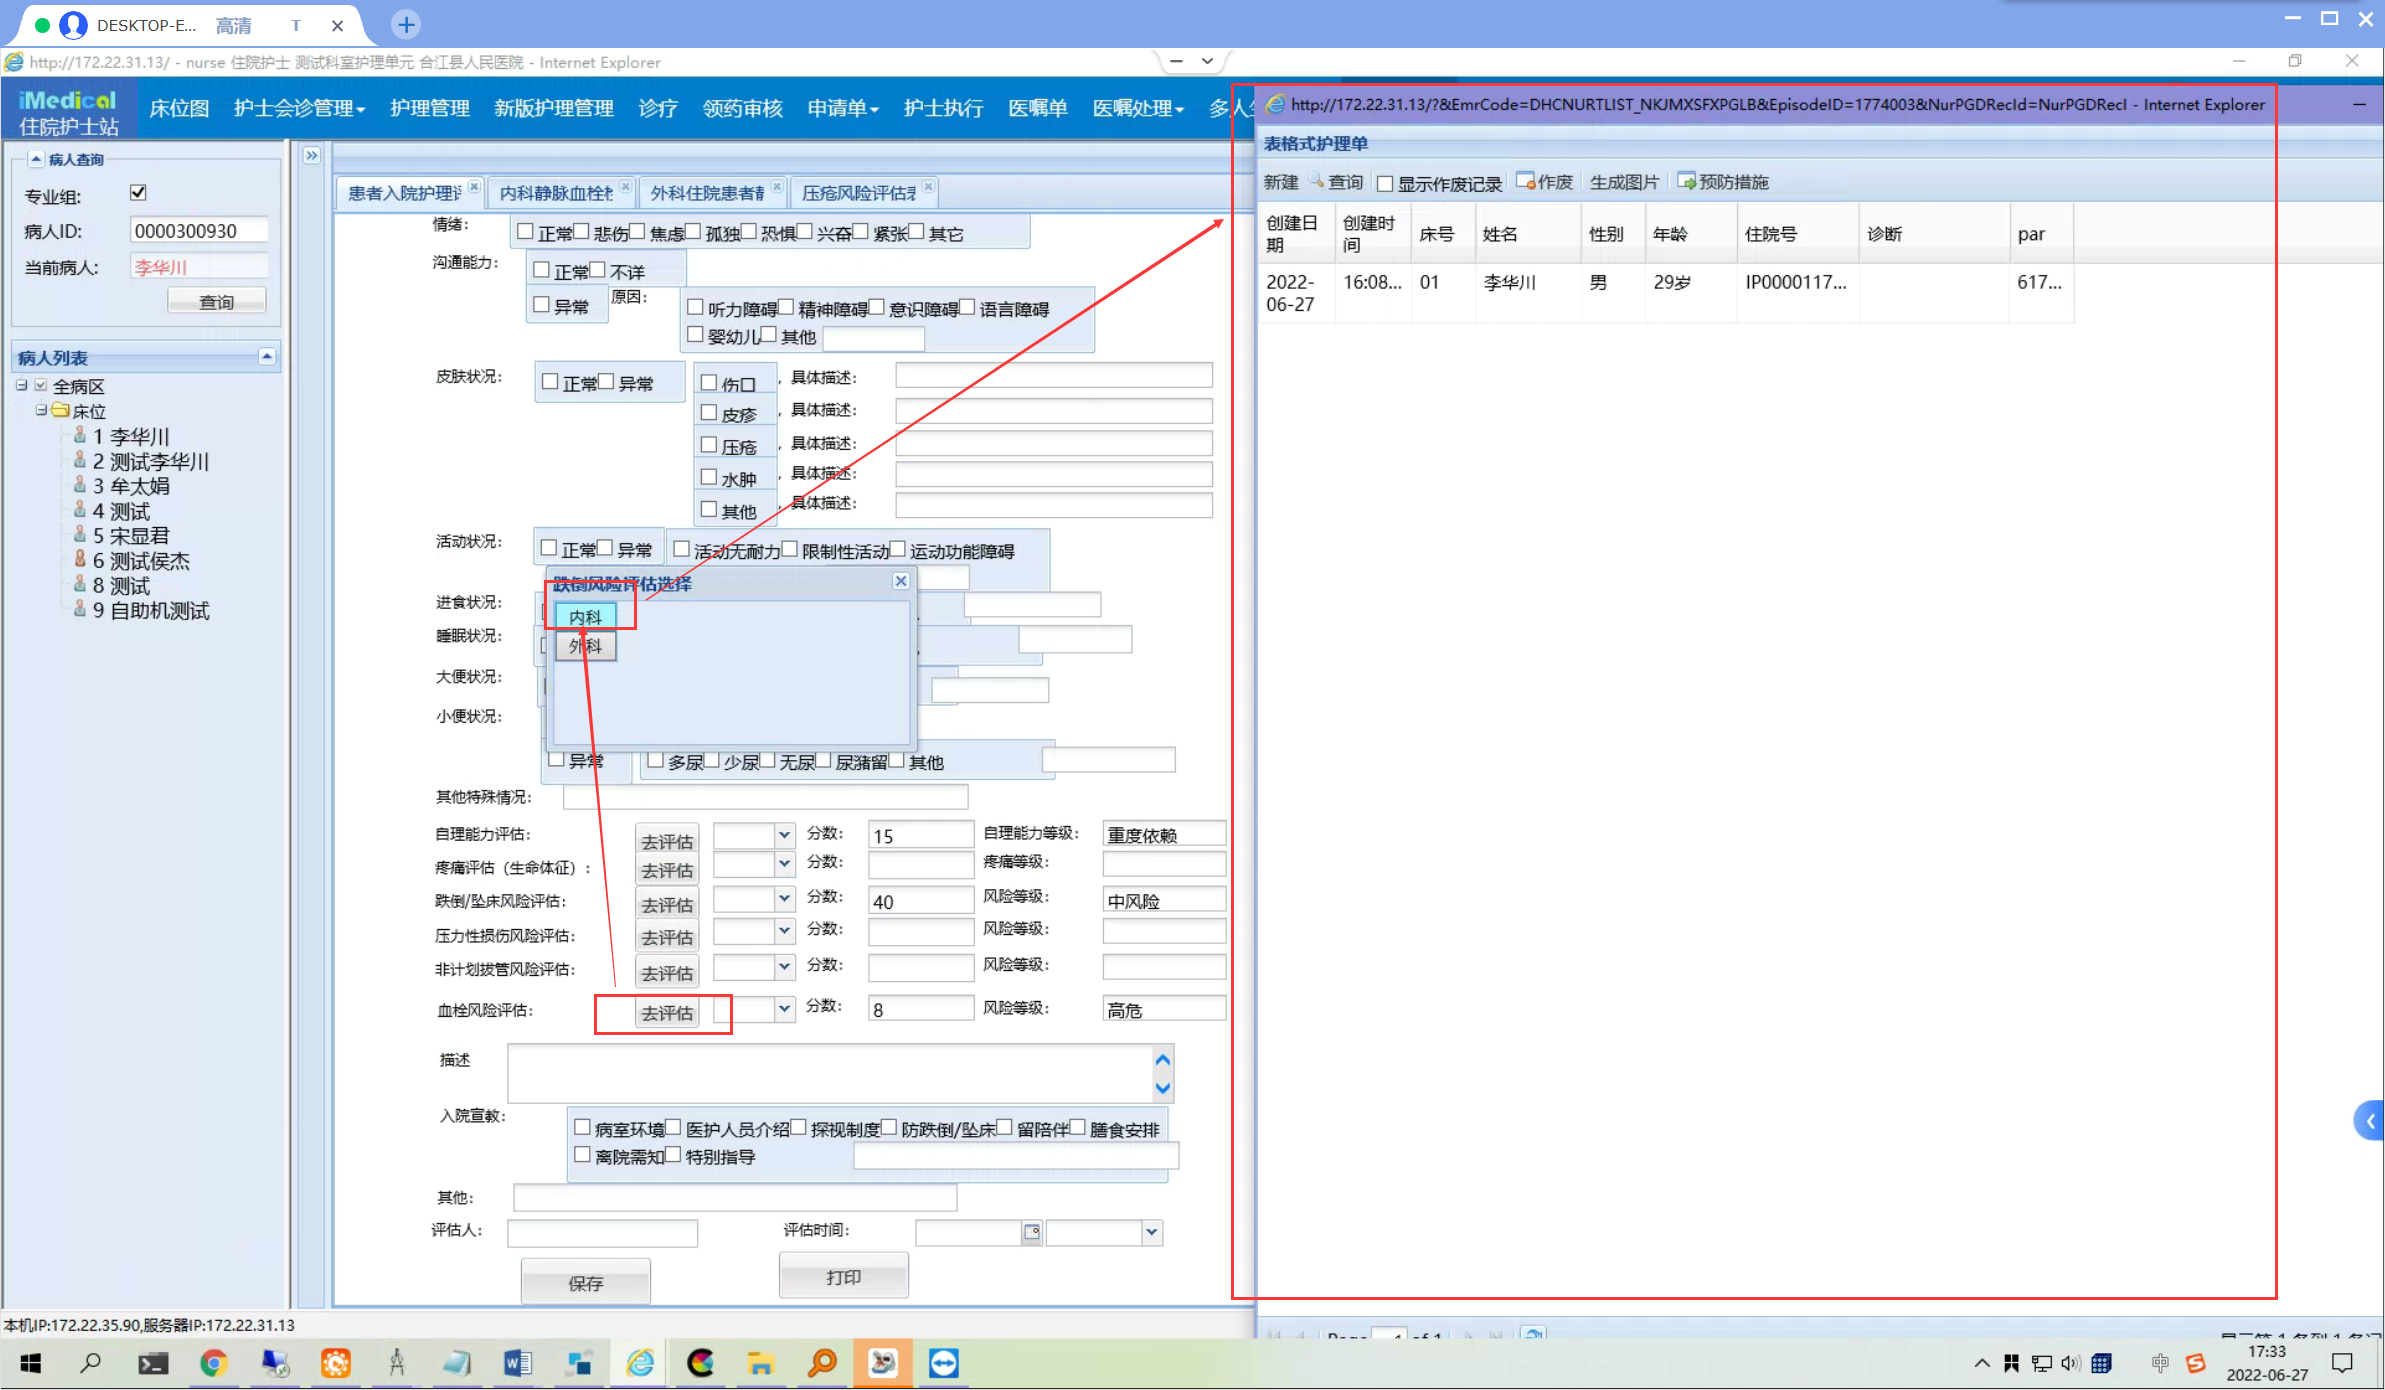 DESKTOP-E... 高清 T
http://172.22.31.13/ - nurse 住院护士 测试科室护理单元 合江县人民医院 - Internet Explorer
iMedical
住院护士站
床位图 护士会诊管理 护理管理 新版护理管理 诊疗 领药审核 申请单 护士执行 医嘱单 医嘱处理
病人查询
专业组:
病人ID: 0000300930
当前病人: 李华川
查询
病人列表
全病区
床位
1 李华川
2 测试李华川
3 牟太娟
4 测试
5 宋显君
6 测试侯杰
8 测试
9 自助机测试
患者入院护理 内科静脉血栓 外科住院患者 压疮风险评估
情绪: 正常 悲伤 焦虑 孤独 恐惧 兴奋 紧张 其它
沟通能力: 正常 不详
异常 原因: 听力障碍 精神障碍 意识障碍 语言障碍
婴幼儿 其他
皮肤状况: 正常 异常 伤口 , 具体描述:
皮疹 , 具体描述:
压疮 , 具体描述:
水肿 , 具体描述:
其他 , 具体描述:
活动状况: 正常 异常 活动无耐力 限制性活动 运动功能障碍
跌倒风险评估选择
内科
外科
进食状况:
睡眠状况:
大便状况:
小便状况:
异常 多尿 少尿 无尿 尿潴留 其他
其他特殊情况:
自理能力评估: 去评估 分数: 15 自理能力等级: 重度依赖
疼痛评估（生命体征）: 去评估 分数: 疼痛等级:
跌倒/坠床风险评估: 去评估 分数: 40 风险等级: 中风险
压力性损伤风险评估: 去评估 分数: 风险等级:
非计划拔管风险评估: 去评估 分数: 风险等级:
血栓风险评估: 去评估 分数: 8 风险等级: 高危
描述
入院宣教: 病室环境 医护人员介绍 探视制度 防跌倒/坠床 留陪伴 膳食安排
离院需知 特别指导
其他:
评估人: 评估时间:
保存 打印
http://172.22.31.13/?&EmrCode=DHCNURTLIST_NKJMXSFXPGLB&EpisodeID=1774003&NurPGDRecId=NurPGDRecI - Internet Explorer
表格式护理单
新建 查询 显示作废记录 作废 生成图片 预防措施
创建日期 创建时间 床号 姓名 性别 年龄 住院号 诊断 par
2022-06-27 16:08... 01 李华川 男 29岁 IP0000117... 617...
本机IP:172.22.35.90,服务器IP:172.22.31.13
中
17:33
2022-06-27